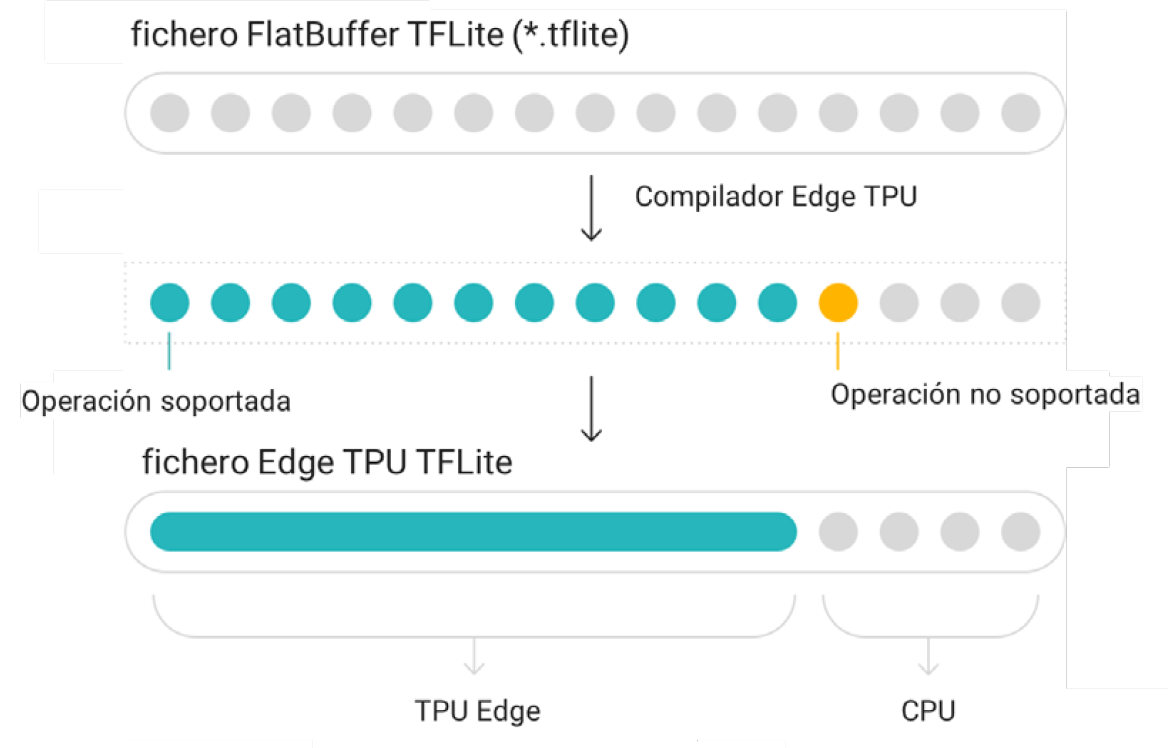 fichero FlatBuffer TFLite (*.tflite)
Compilador Edge TPU
Operación soportada
Operación no soportada
fichero Edge TPU TFLite
TPU Edge
CPU